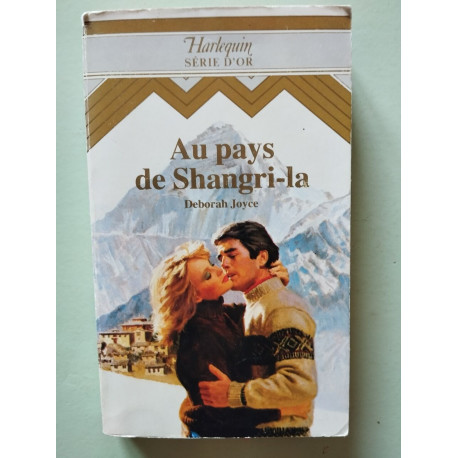 Harlequin
SÉRIE D'OR
Au pays
de Shangri-la
Deborah Joyce